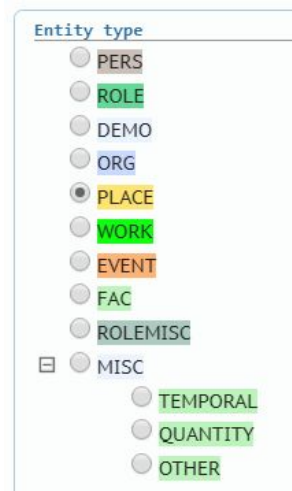 Entity type
PERS
ROLE
DEMO
ORG
PLACE
WORK
EVENT
FAC
ROLEMISC
MISC
TEMPORAL
QUANTITY
OTHER